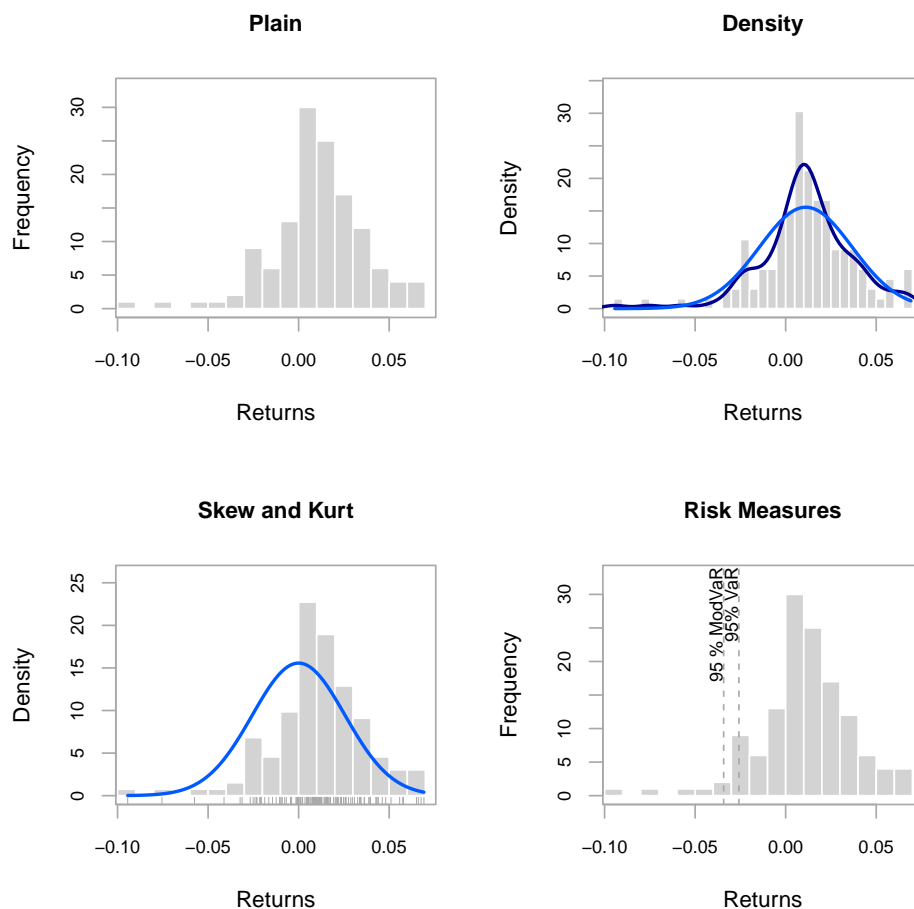 Plain
Frequency
0
5
10
20
30
−0.10
−0.05
0.00
0.05
Returns
Density
Density
0
5
10
20
30
−0.10
−0.05
0.00
0.05
Returns
Skew and Kurt
Density
0
5
10
15
20
25
−0.10
−0.05
0.00
0.05
Returns
Risk Measures
Frequency
0
5
10
20
30
95 % ModVaR
95% VaR
−0.10
−0.05
0.00
0.05
Returns